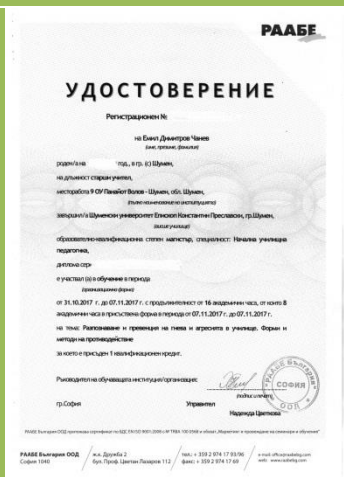 РААБЕ
УДОСТОВЕРЕНИЕ
Регистрационен №
на Емил Димитров Чанев
(име, презиме, фамилия)
роден/а на год., в гр. (с) Шумен,
на длъжност старши учител,
месторабота 9 ОУ Панайот Волов - Шумен, обл. Шумен,
(пълно наименование на институцията)
завършил/а Шуменски университет Епископ Константин Преславски, гр.Шумен,
(висше училище)
образователно-квалификационна степен магистър, специалност: Начална училищна
педагогика,
диплома сер
е участвал (а) в обучение в периода
(организационна форма)
от 31.10.2017 г. до 07.11.2017 г. с продължителност от 16 академични часа, от които 8
академични часа в присъствена форма в периода от 07.11.2017 г. до 07.11.2017 г.
на тема: Разпознаване и превенция на гнева и агресията в училище. Форми и
методи на противодействие
за което е присъден 1 квалификационен кредит.
Ръководител на обучаващата институция/организация:
(подпис и печат)
гр.София Управител
Надежда Цветкова
РААБЕ България ООД
СОФИЯ
РААБЕ България ООД
София 1040
ж.к. Дружба 2
бул. Проф. Цветан Лазаров 112
тел.: + 359 2 974 17 93/96
факс: + 359 2 974 17 69